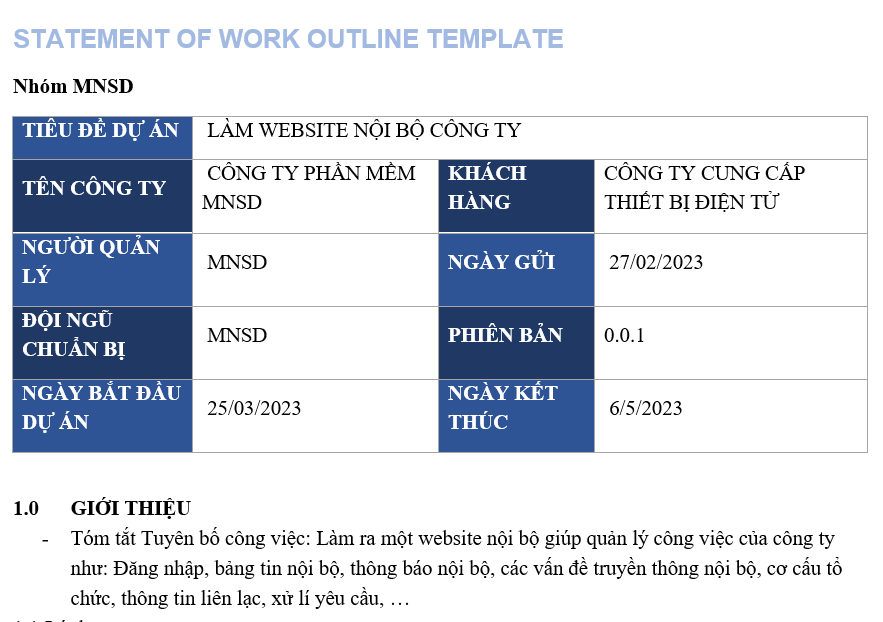 STATEMENT OF WORK OUTLINE TEMPLATE
Nhóm MNSD
TIÊU ĐỀ DỰ ÁN LÀM WEBSITE NỘI BỘ CÔNG TY
TÊN CÔNG TY
CÔNG TY PHẦN MỀM
MNSD
KHÁCH
HÀNG
CÔNG TY CUNG CẤP
THIẾT BỊ ĐIỆN TỬ
NGƯỜI QUẢN
LÝ
MNSD
NGÀY GỬI
27/02/2023
ĐỘI NGŨ
CHUẨN BỊ
MNSD
PHIÊN BẢN
0.0.1
NGÀY BẮT ĐẦU
DỰ ÁN
25/03/2023
NGÀY KẾT
THÚC
6/5/2023
1.0 GIỚI THIỆU
- Tóm tắt Tuyên bố công việc: Làm ra một website nội bộ giúp quản lý công việc của công ty
như: Đăng nhập, bảng tin nội bộ, thông báo nội bộ, các vấn đề truyền thông nội bộ, cơ cấu tổ
chức, thông tin liên lạc, xử lí yêu cầu, …